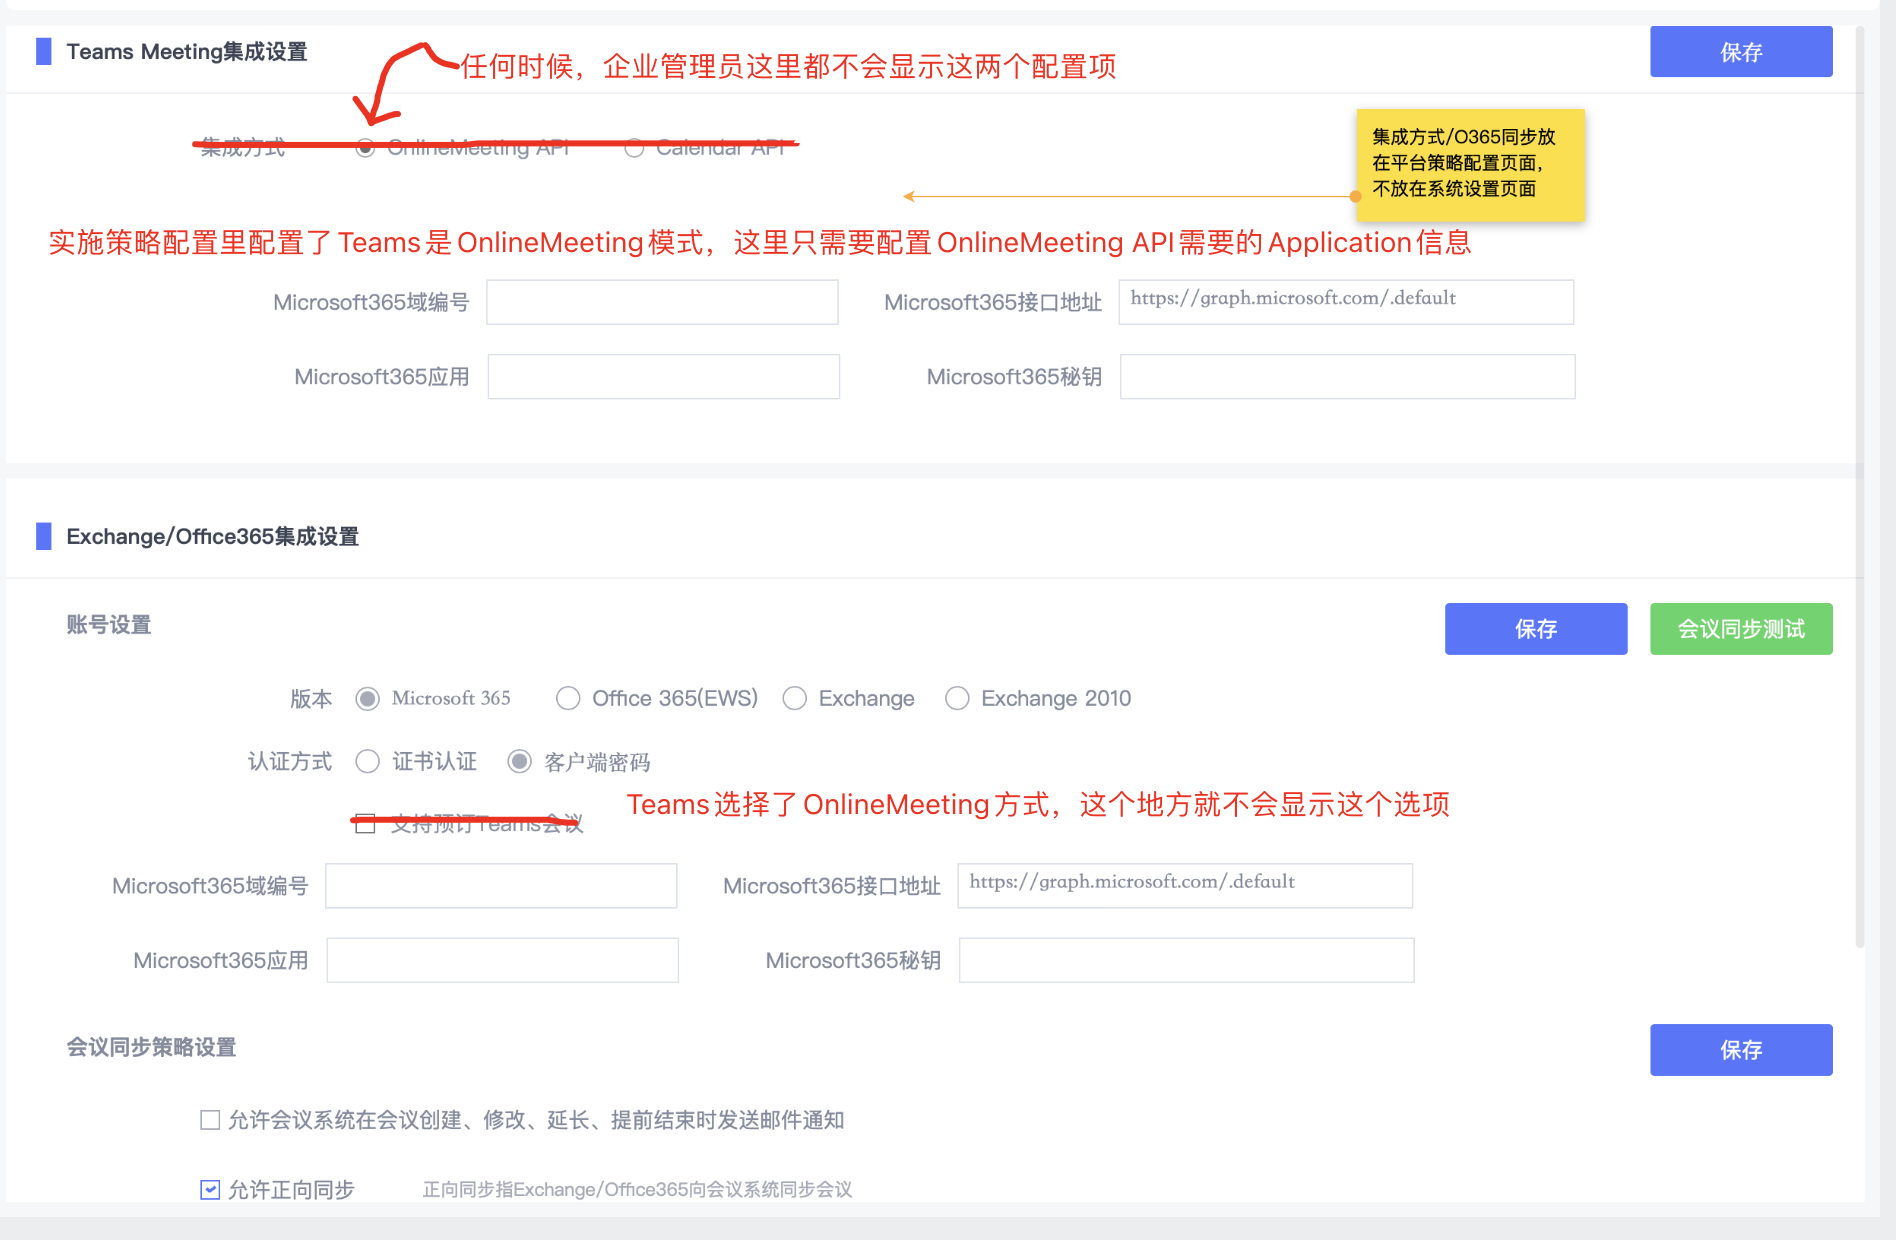 Teams Meeting集成设置
保存
任何时候，企业管理员这里都不会显示这两个配置项
集成方式 OnlineMeeting API Calendar API
集成方式/O365同步放
在平台策略配置页面，
不放在系统设置页面
实施策略配置里配置了Teams是OnlineMeeting模式，这里只需要配置OnlineMeeting API需要的Application信息
Microsoft365域编号 Microsoft365接口地址 https://graph.microsoft.com/.default
Microsoft365应用 Microsoft365秘钥
Exchange/Office365集成设置
账号设置 保存 会议同步测试
版本 Microsoft 365 Office 365(EWS) Exchange Exchange 2010
认证方式 证书认证 客户端密码
Teams选择了OnlineMeeting方式，这个地方就不会显示这个选项
支持预订Teams会议
Microsoft365域编号 Microsoft365接口地址 https://graph.microsoft.com/.default
Microsoft365应用 Microsoft365秘钥
会议同步策略设置 保存
允许会议系统在会议创建、修改、延长、提前结束时发送邮件通知
允许正向同步 正向同步指Exchange/Office365向会议系统同步会议